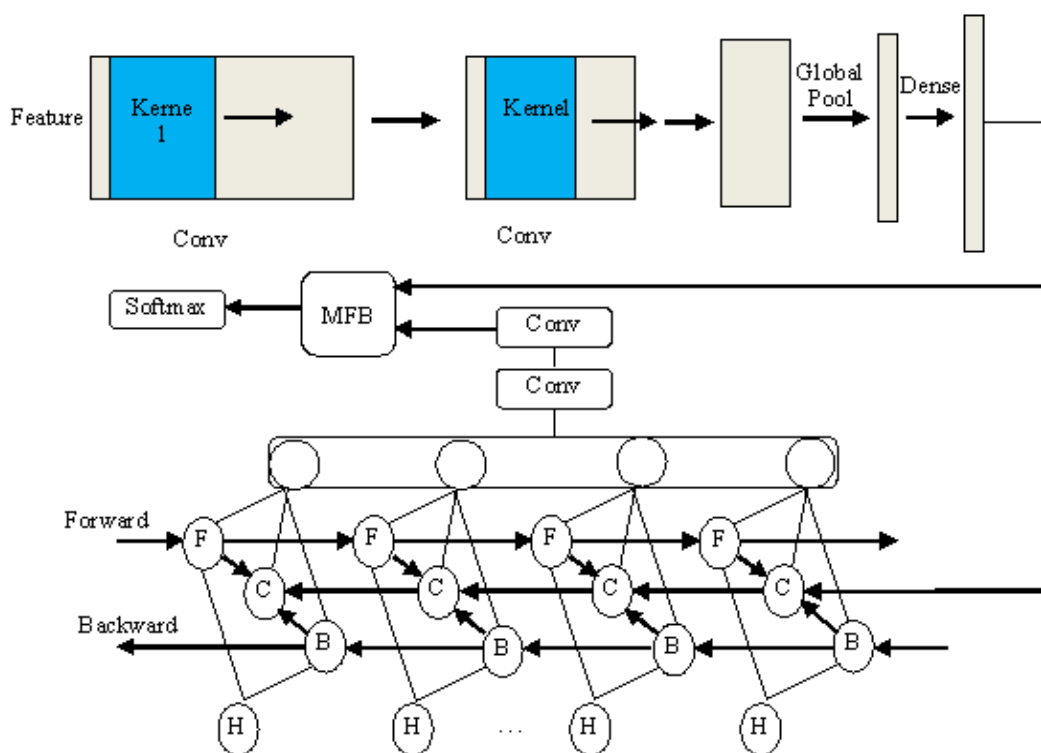 Feature
Kerne
1
Kernel
Global
Pool
Dense
Conv
Conv
Softmax
MFB
Conv
Conv
Forward
F
F
F
F
C
C
C
C
Backward
B
B
B
B
H
H
...
H
H